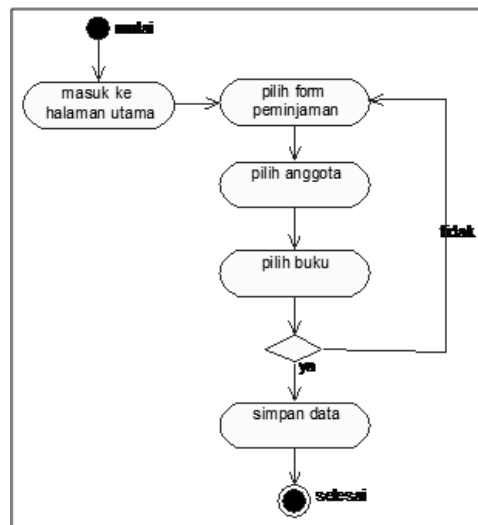 mulai
masuk ke
halaman utama
pilih form
peminjaman
pilih anggota
tidak
pilih buku
ya
simpan data
selesai